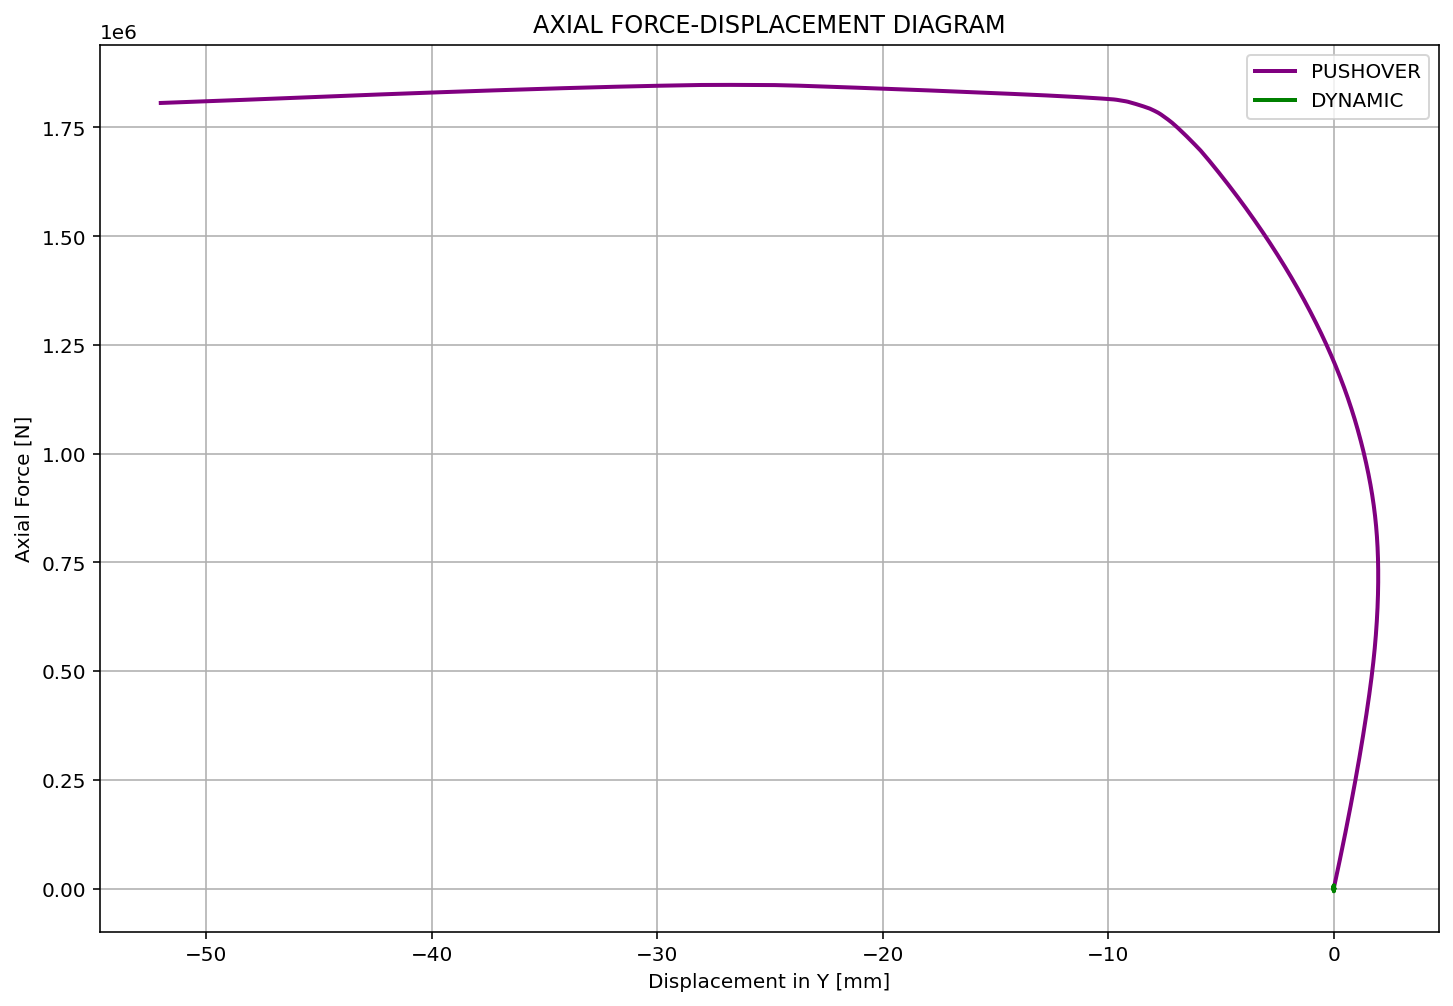 AXIAL FORCE-DISPLACEMENT DIAGRAM
1e6
PUSHOVER
DYNAMIC
1.75
1.50
1.25
1.00
0.75
0.50
0.25
0.00
Axial Force [N]
−50 −40 −30 −20 −10 0
Displacement in Y [mm]